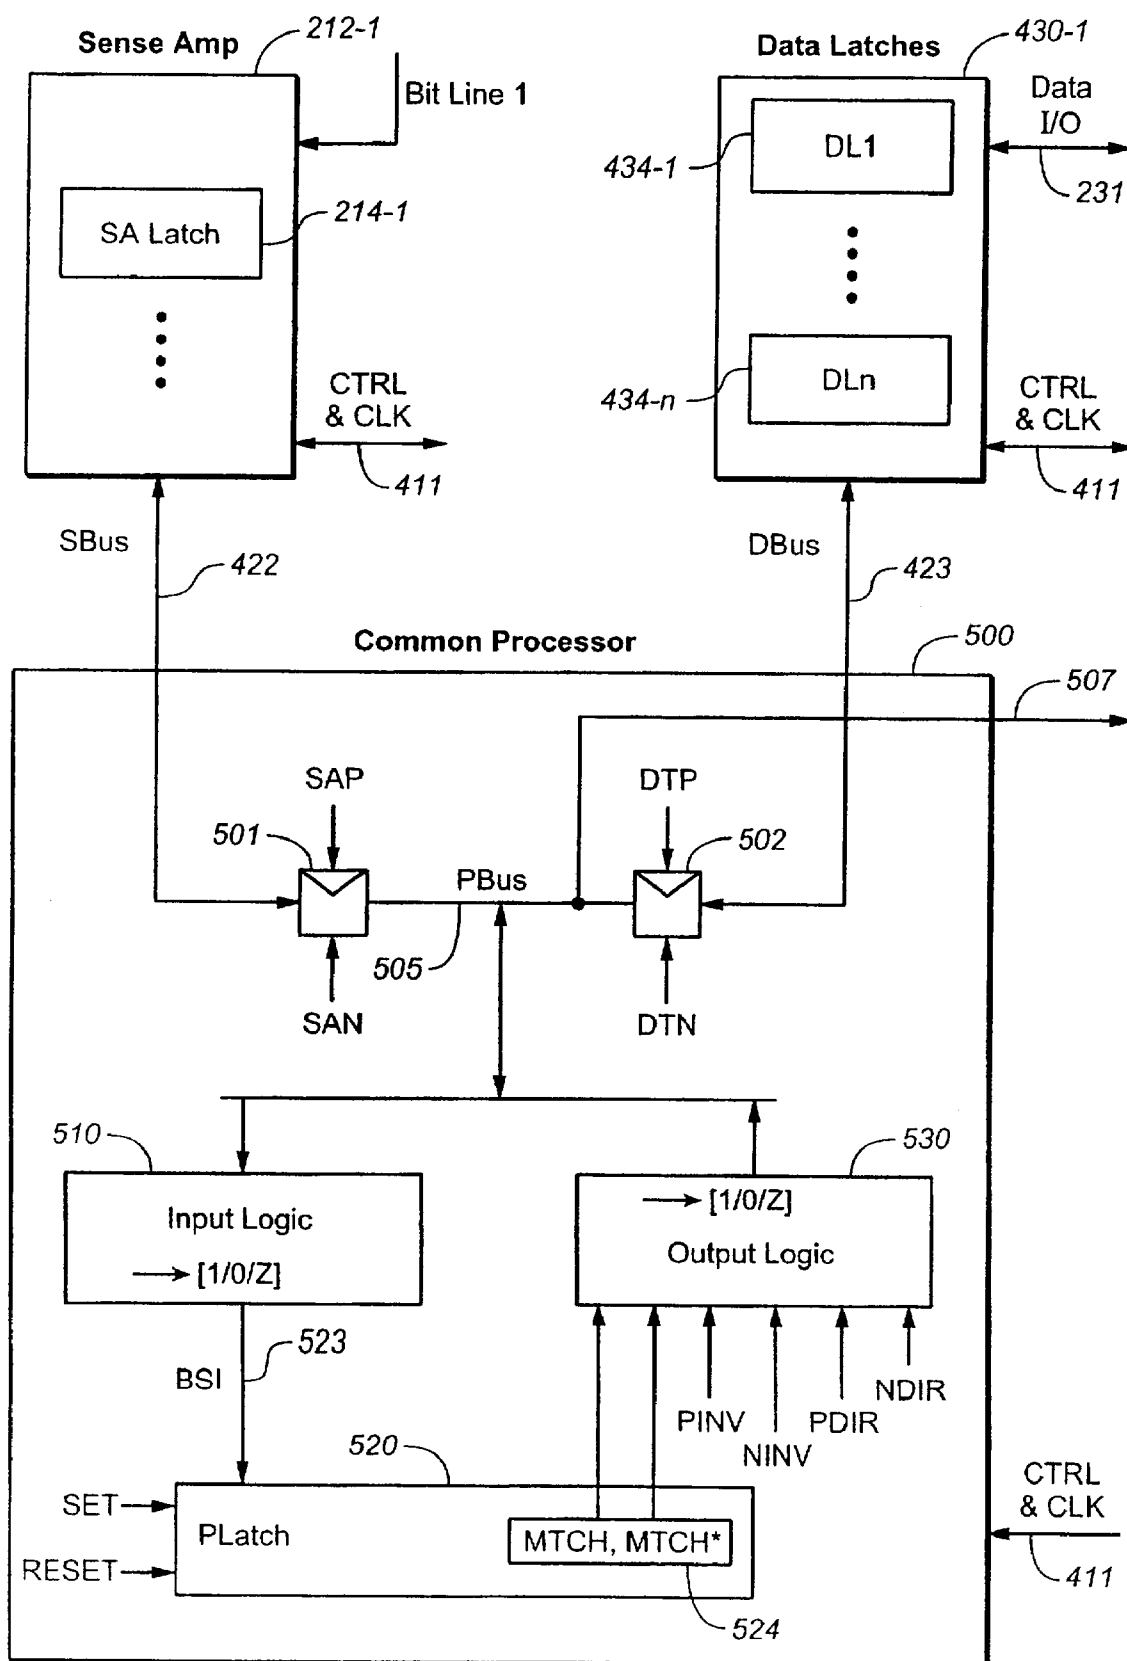 Sense Amp
212-1
Data Latches
430-1
Bit Line 1
Data
I/O
DL1
434-1
231
214-1
SA Latch
DLn
434-n
CTRL
& CLK
411
CTRL
& CLK
411
SBus
422
DBus
423
Common Processor
500
507
SAP
DTP
501
502
PBus
505
SAN
DTN
510
530
Input Logic
[1/0/Z]
[1/0/Z]
Output Logic
523
BSI
NDIR
PINV
PDIR
NINV
520
CTRL
& CLK
SET
PLatch
MTCH, MTCH*
RESET
411
524